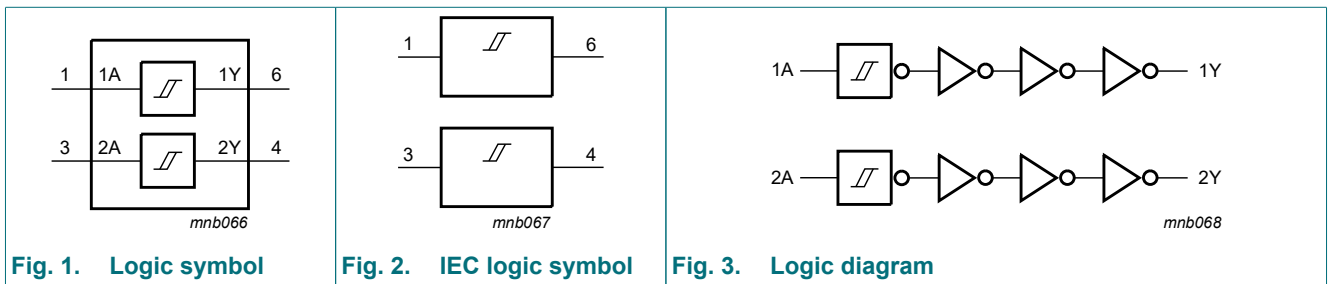 1 1A 1Y 6
3 2A 2Y 4
mnb066
Fig. 1. Logic symbol
1 6
3 4
mnb067
Fig. 2. IEC logic symbol
1A 1Y
2A 2Y
mnb068
Fig. 3. Logic diagram